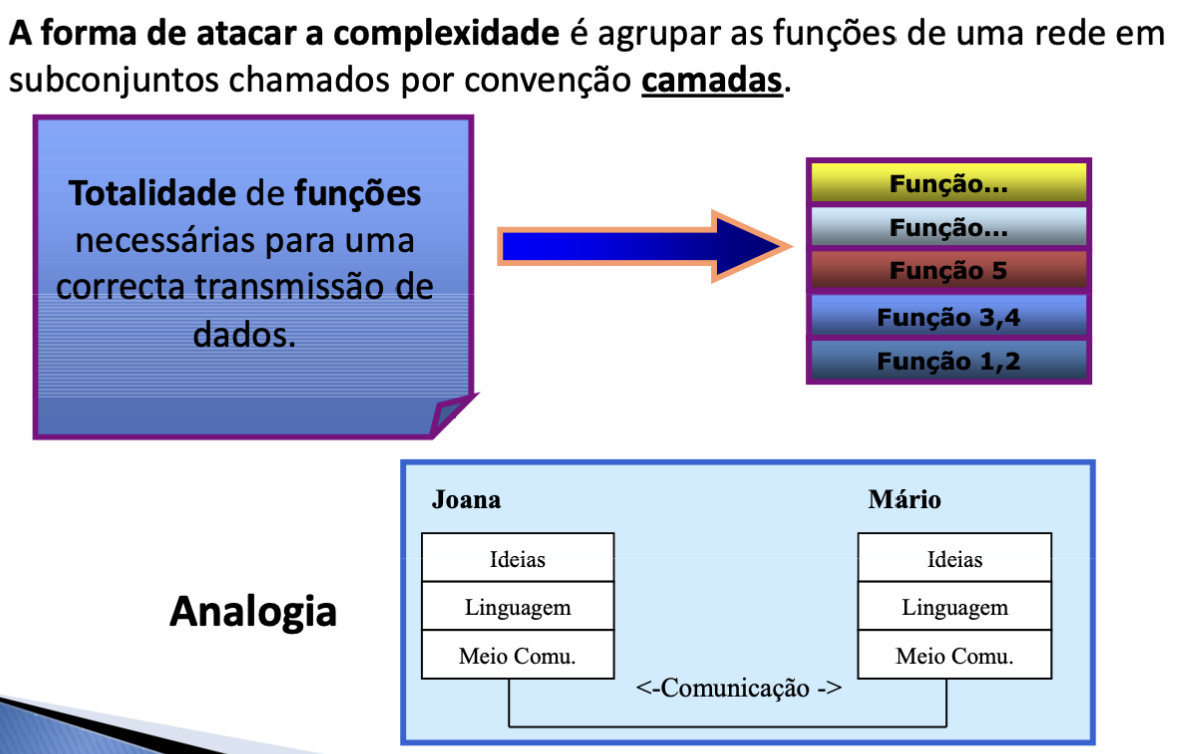 A forma de atacar a complexidade é agrupar as funções de uma rede em
subconjuntos chamados por convenção camadas.
Totalidade de funções
necessárias para uma
correcta transmissão de
dados.
Função...
Função...
Função 5
Função 3,4
Função 1,2
Analogia
Joana
Ideias
Linguagem
Meio Comu.
Mário
Ideias
Linguagem
Meio Comu.
<-Comunicação ->